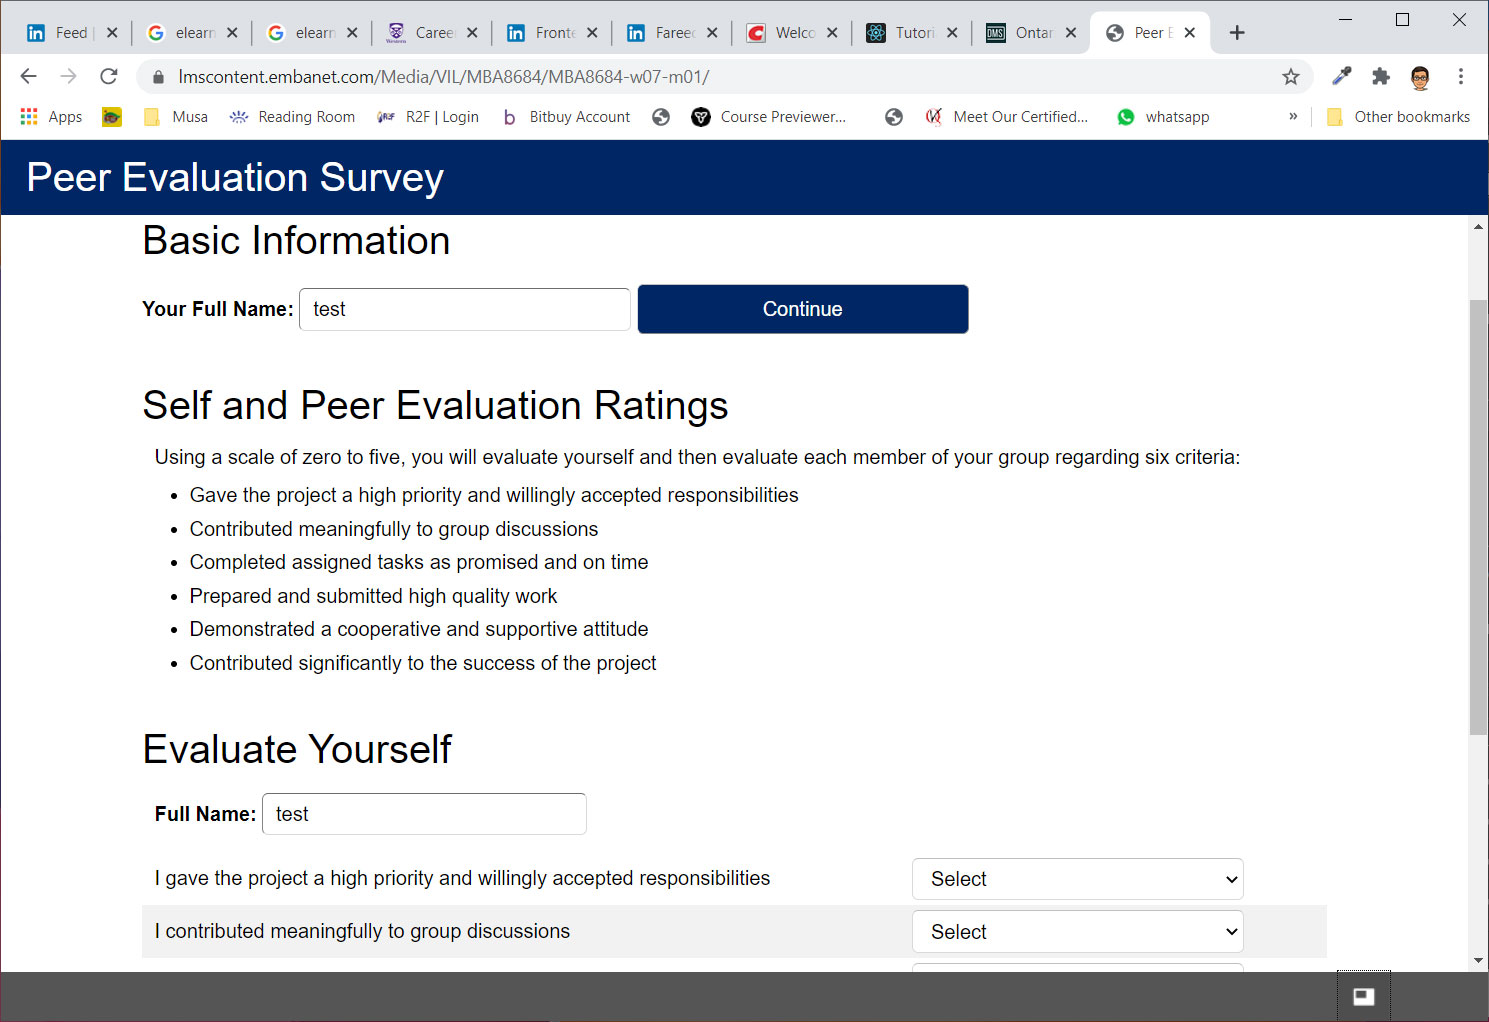 Feed
elearn
elearn
Caree
Fronte
Fareed
Welco
Tutori
DMS
Ontar
Peer E
lmscontent.embanet.com/Media/VIL/MBA8684/MBA8684-w07-m01/
Apps
Musa
Reading Room
R2F | Login
Bitbuy Account
Course Previewer...
Meet Our Certified...
whatsapp
»
Other bookmarks
Peer Evaluation Survey
Basic Information
Your Full Name: test Continue
Self and Peer Evaluation Ratings
Using a scale of zero to five, you will evaluate yourself and then evaluate each member of your group regarding six criteria:
• Gave the project a high priority and willingly accepted responsibilities
• Contributed meaningfully to group discussions
• Completed assigned tasks as promised and on time
• Prepared and submitted high quality work
• Demonstrated a cooperative and supportive attitude
• Contributed significantly to the success of the project
Evaluate Yourself
Full Name: test
I gave the project a high priority and willingly accepted responsibilities Select
I contributed meaningfully to group discussions Select